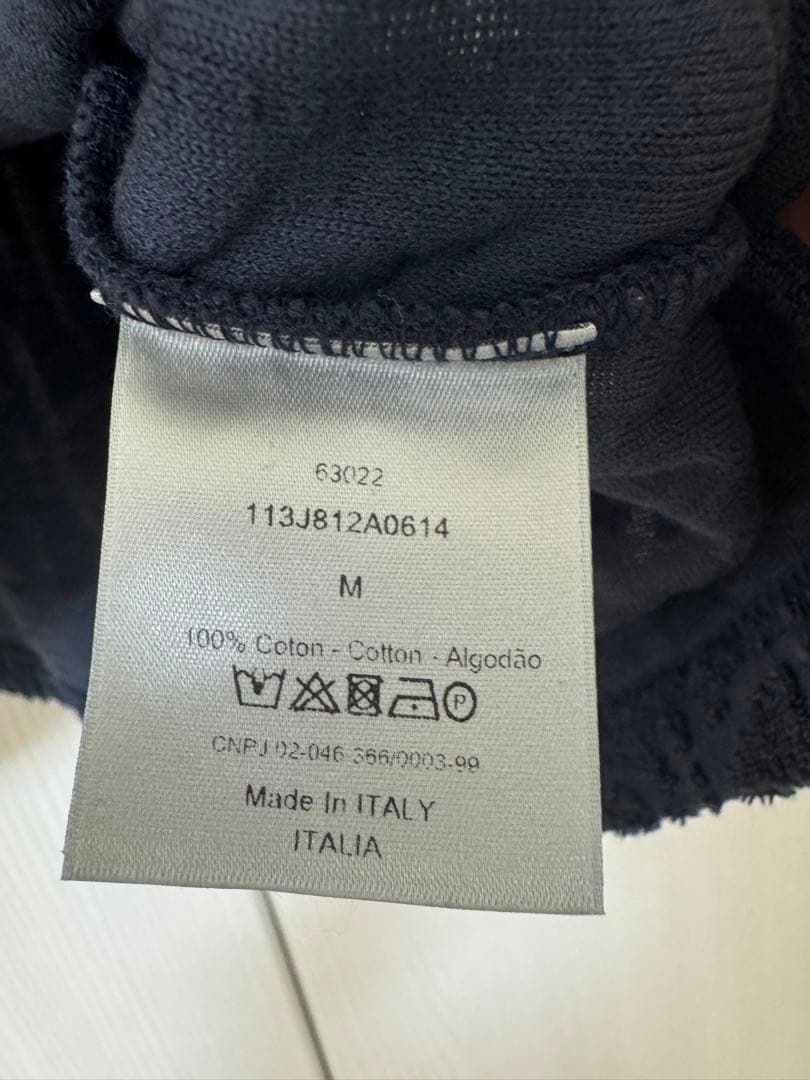 63022
113J812A0614
M
100% Coton - Cotton - Algodão
P
CNPJ 02-046 366/0003-99
Made In ITALY
ITALIA